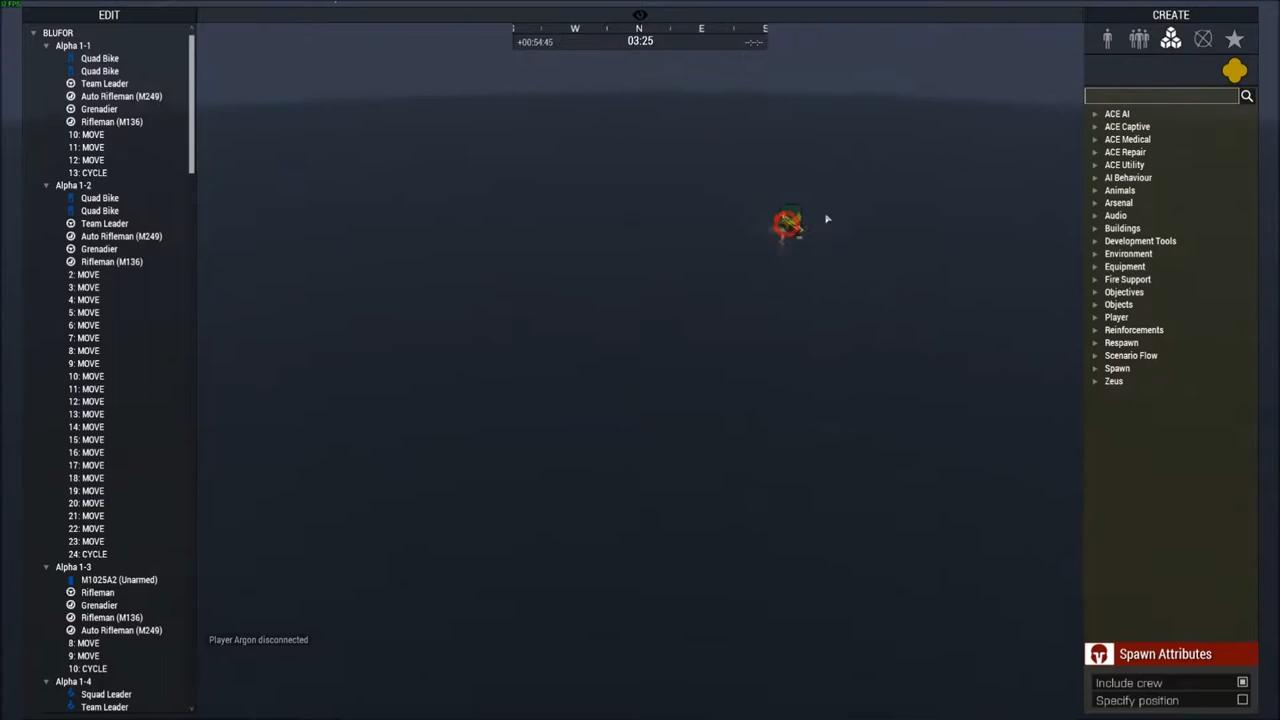 EDIT
BLUFOR
Alpha 1-1
Quad Bike
Quad Bike
Team Leader
Auto Rifleman (M249)
Grenadier
Rifleman (M136)
10: MOVE
11: MOVE
12: MOVE
13: CYCLE
Alpha 1-2
Quad Bike
Quad Bike
Team Leader
Auto Rifleman (M249)
Grenadier
Rifleman (M136)
2: MOVE
3: MOVE
4: MOVE
5: MOVE
6: MOVE
7: MOVE
8: MOVE
9: MOVE
10: MOVE
11: MOVE
12: MOVE
13: MOVE
14: MOVE
15: MOVE
16: MOVE
17: MOVE
18: MOVE
19: MOVE
20: MOVE
21: MOVE
22: MOVE
23: MOVE
24: CYCLE
Alpha 1-3
M1025A2 (Unarmed)
Rifleman
Grenadier
Rifleman (M136)
Auto Rifleman (M249)
8: MOVE
9: MOVE
10: CYCLE
Alpha 1-4
Squad Leader
Team Leader
W N E S
+00:54:45 03:25 --:--:--
Player Argon disconnected
CREATE
ACE AI
ACE Captive
ACE Medical
ACE Repair
ACE Utility
AI Behaviour
Animals
Arsenal
Audio
Buildings
Development Tools
Environment
Equipment
Fire Support
Objectives
Objects
Player
Reinforcements
Respawn
Scenario Flow
Spawn
Zeus
Spawn Attributes
Include crew
Specify position